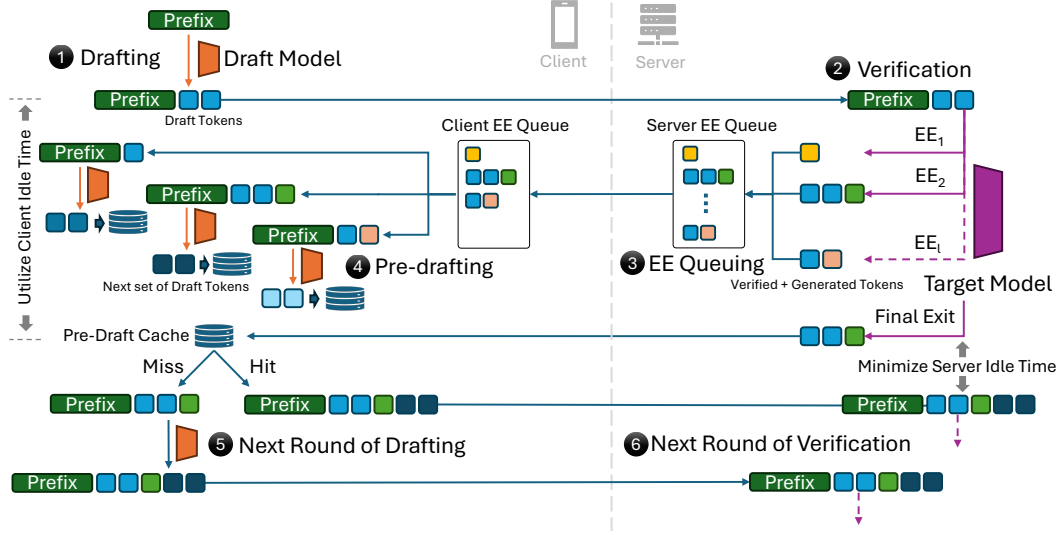 Prefix
1 Drafting
Draft Model
Client
Server
2 Verification
Prefix
Draft Tokens
Prefix
Utilize Client Idle Time
Client EE Queue
Server EE Queue
EE1
EE2
EEl
Prefix
Prefix
Prefix
Next set of Draft Tokens
4 Pre-drafting
3 EE Queuing
Verified + Generated Tokens
Target Model
Final Exit
Pre-Draft Cache
Miss
Hit
Minimize Server Idle Time
Prefix
Prefix
Prefix
5 Next Round of Drafting
6 Next Round of Verification
Prefix
Prefix